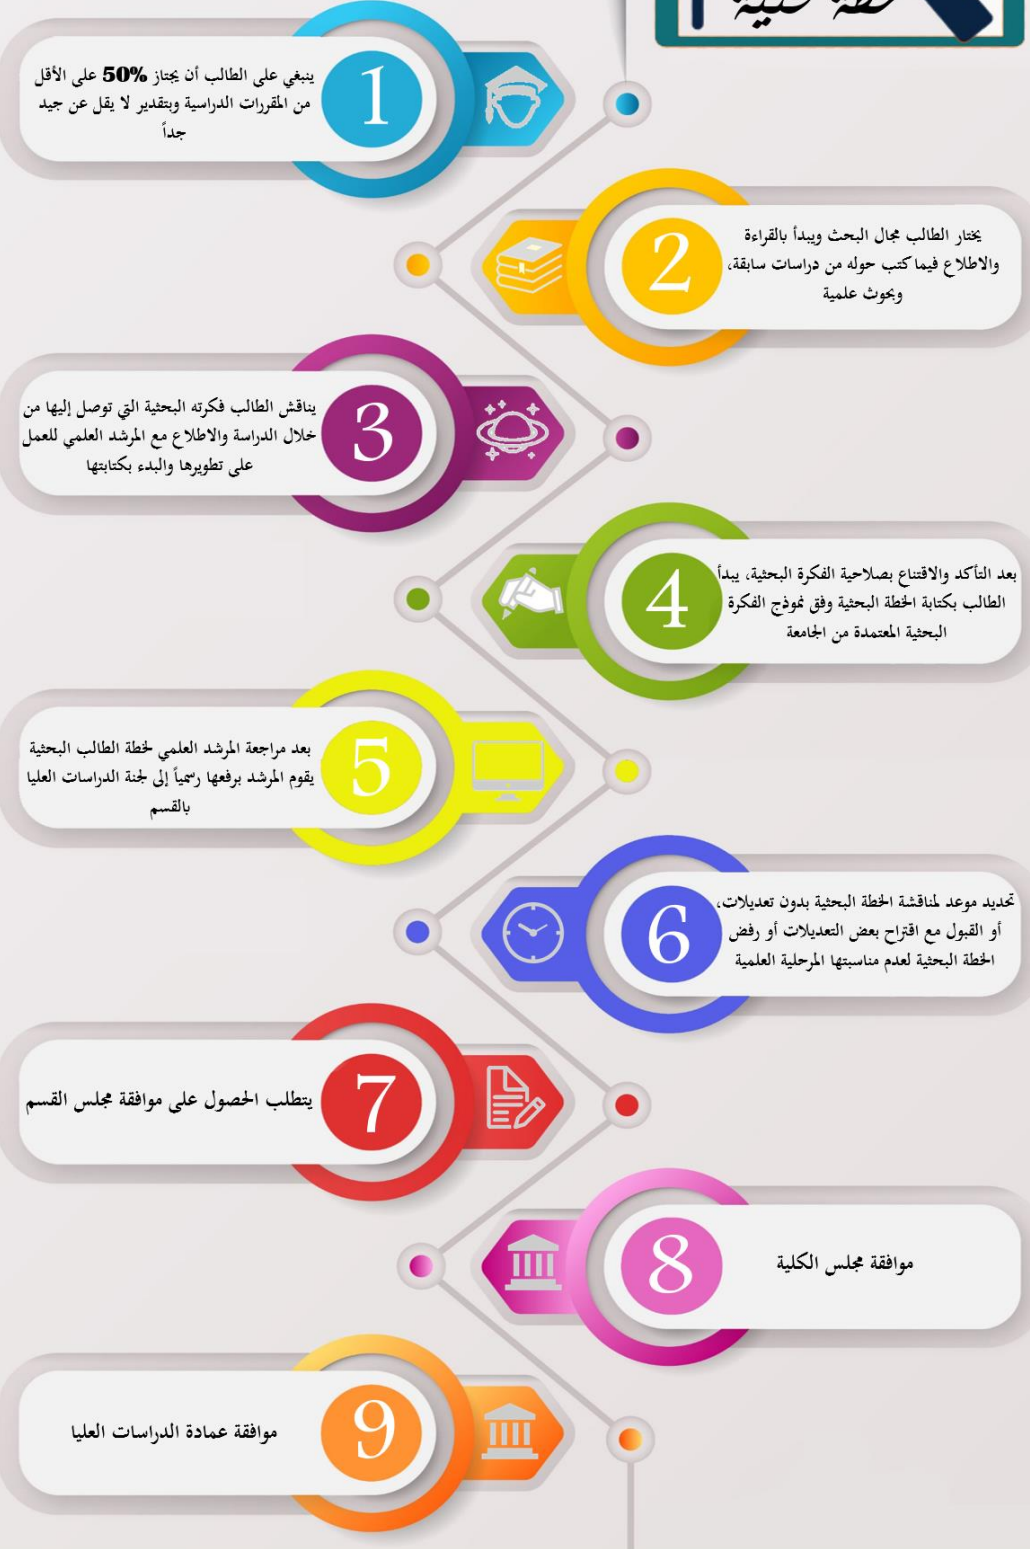 خطة بحثية
1
ينبغي على الطالب أن يجتاز 50% على الأقل
من المقررات الدراسية وبتقدير لا يقل عن جيد
جداً
2
يختار الطالب مجال البحث ويبدأ بالقراءة
والاطلاع فيما كتب حوله من دراسات سابقة،
وبحوث علمية
3
يناقش الطالب فكرته البحثية التي توصل إليها من
خلال الدراسة والاطلاع مع المرشد العلمي للعمل
على تطويرها والبدء بكتابتها
4
بعد التأكد والاقتناع بصلاحية الفكرة البحثية، يبدأ
الطالب بكتابة الخطة البحثية وفق نموذج الفكرة
البحثية المعتمدة من الجامعة
5
بعد مراجعة المرشد العلمي لخطة الطالب البحثية
يقوم المرشد برفعها رسمياً إلى لجنة الدراسات العليا
بالقسم
6
تحديد موعد لمناقشة الخطة البحثية بدون تعديلات،
أو القبول مع اقتراح بعض التعديلات أو رفض
الخطة البحثية لعدم مناسبتها المرحلية العلمية
7
يتطلب الحصول على موافقة مجلس القسم
8
موافقة مجلس الكلية
9
موافقة عمادة الدراسات العليا